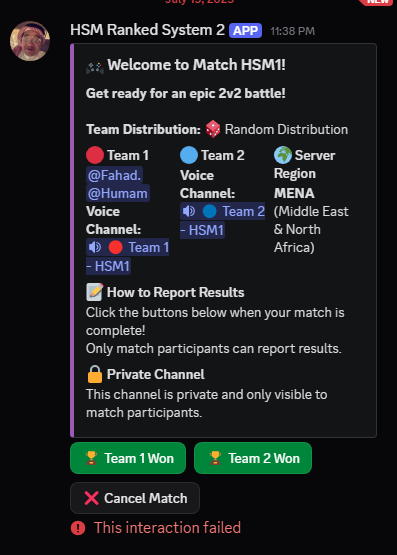 July 15, 2025
NEW
HSM Ranked System 2 APP 11:38 PM
Welcome to Match HSM1!
Get ready for an epic 2v2 battle!
Team Distribution: 🎲 Random Distribution
🔴 Team 1
@Fahad.
@Humam
Voice
Channel:
🔊 🔴 Team 1
- HSM1
🔵 Team 2
Voice
Channel:
🔊 🔵 Team 2
- HSM1
🌍 Server
Region
MENA
(Middle East
& North
Africa)
📝 How to Report Results
Click the buttons below when your match is
complete!
Only match participants can report results.
🔒 Private Channel
This channel is private and only visible to
match participants.
🏆 Team 1 Won
🏆 Team 2 Won
❌ Cancel Match
This interaction failed